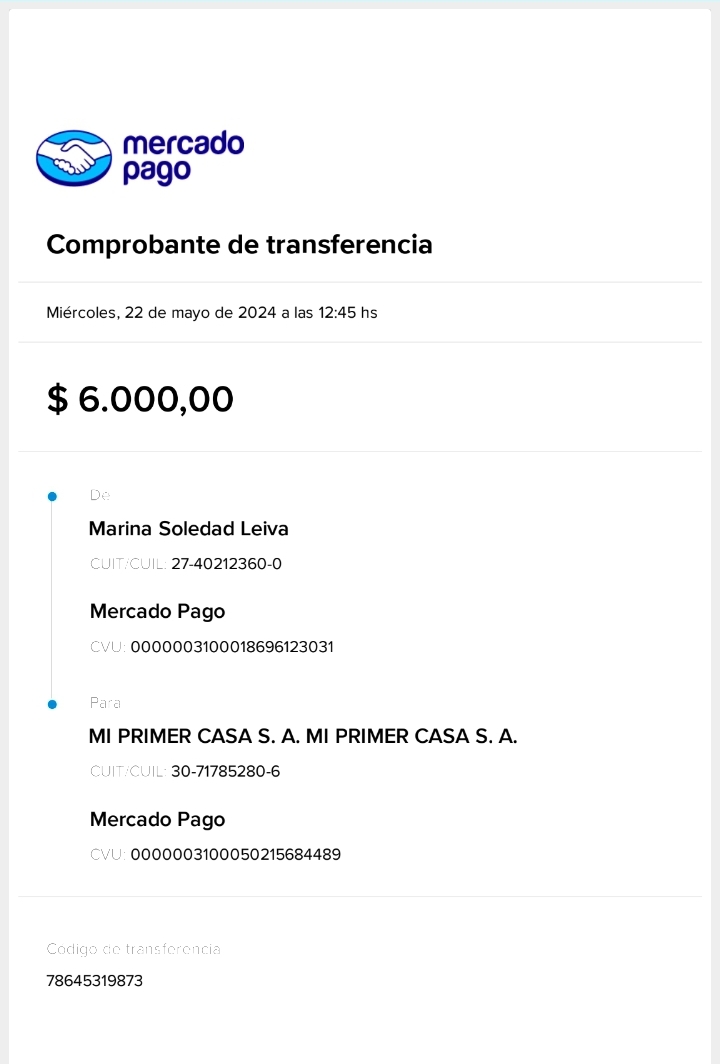 mercado
pago
Comprobante de transferencia
Miércoles, 22 de mayo de 2024 a las 12:45 hs
$ 6.000,00
De
Marina Soledad Leiva
CUIT/CUIL: 27-40212360-0
Mercado Pago
CVU: 0000003100018696123031
Para
MI PRIMER CASA S. A. MI PRIMER CASA S. A.
CUIT/CUIL: 30-71785280-6
Mercado Pago
CVU: 0000003100050215684489
Código de transferencia
78645319873